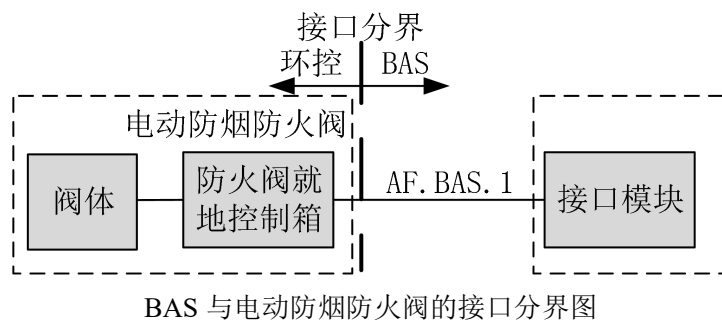 接口分界
环控
BAS
电动防烟防火阀
阀体
防火阀就
地控制箱
AF.BAS.1
接口模块
BAS 与电动防烟防火阀的接口分界图